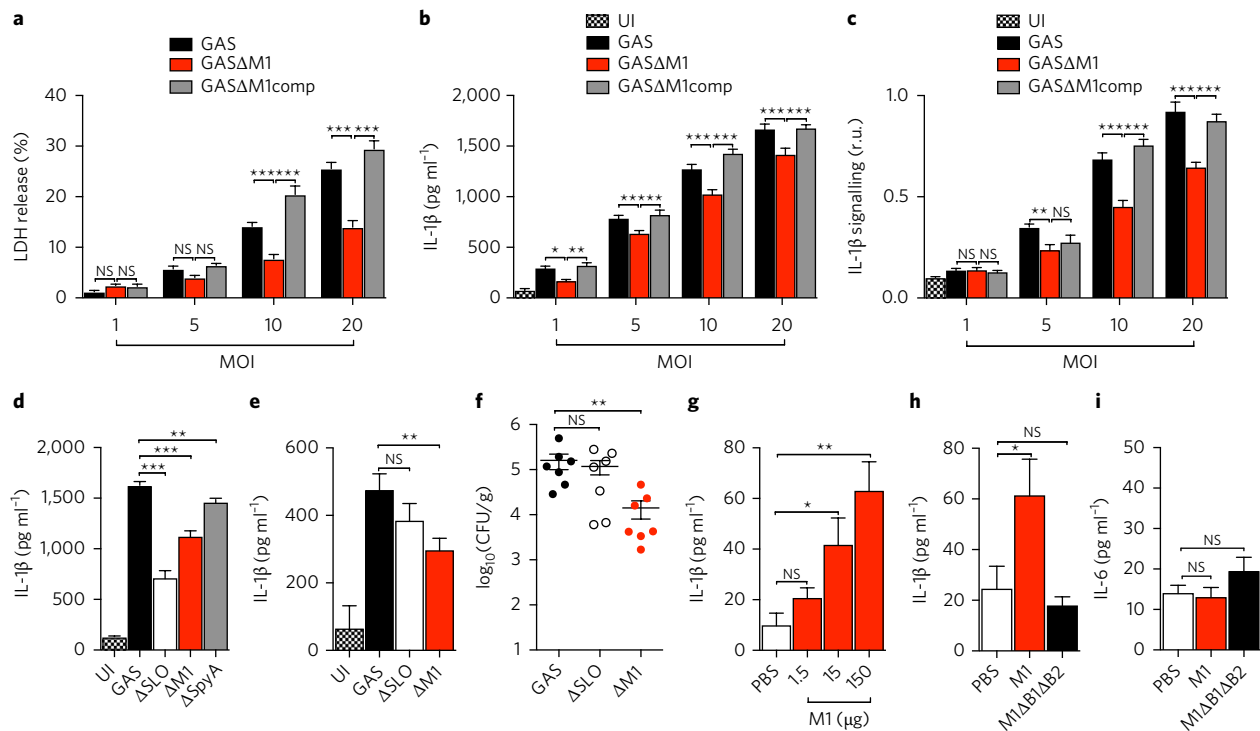 a
GAS
GASΔM1
GASΔM1comp
LDH release (%)
40
30
20
10
0
NS NS
NS NS
★★★★★★
★★★ ★★★
1 5 10 20
MOI
b
UI
GAS
GASΔM1
GASΔM1comp
IL-1β (pg ml⁻¹)
2,000
1,500
1,000
500
0
★ ★★
★★★★★
★★★★★★
★★★ ★★★
1 5 10 20
MOI
c
UI
GAS
GASΔM1
GASΔM1comp
IL-1β signalling (r.u.)
1.0
0.5
0.0
NS NS
★★ NS
★★★★★★
★★★★★★
1 5 10 20
MOI
d
IL-1β (pg ml⁻¹)
2,000
1,500
1,000
500
0
★★
★★★
★★★
UI GAS ΔSLO ΔM1 ΔSpyA
e
IL-1β (pg ml⁻¹)
600
400
200
0
★★
NS
UI GAS ΔSLO ΔM1
f
log₁₀(CFU/g)
6
5
4
3
2
1
★★
NS
GAS ΔSLO ΔM1
g
IL-1β (pg ml⁻¹)
80
60
40
20
0
★★
★
NS
PBS 1.5 15 150
M1 (µg)
h
IL-1β (pg ml⁻¹)
80
60
40
20
0
NS
★
PBS M1 M1ΔB1ΔB2
i
IL-6 (pg ml⁻¹)
50
40
30
20
10
0
NS
NS
PBS M1 M1ΔB1ΔB2